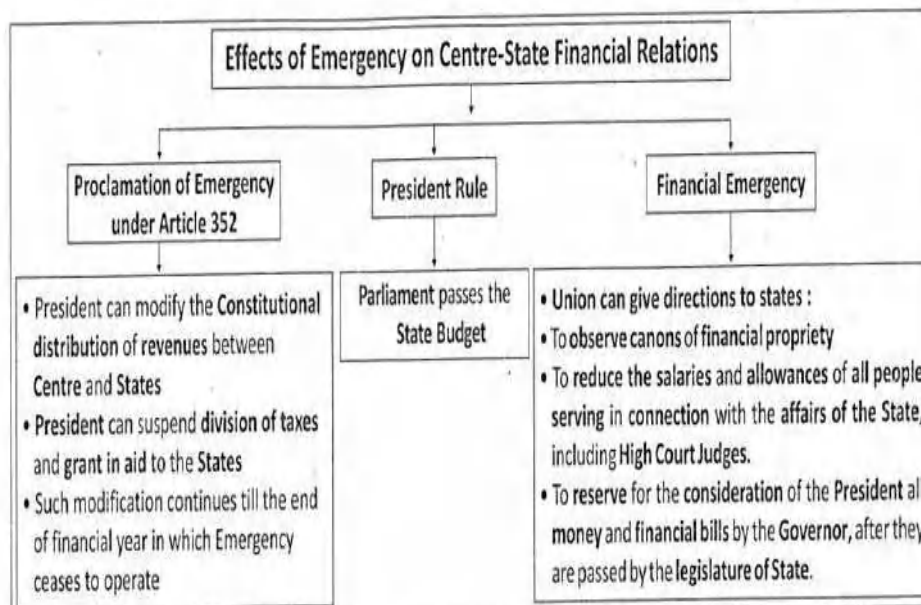 Effects of Emergency on Centre-State Financial Relations
Proclamation of Emergency
under Article 352
President Rule
Financial Emergency
• President can modify the Constitutional
distribution of revenues between
Centre and States
• President can suspend division of taxes
and grant in aid to the States
• Such modification continues till the end
of financial year in which Emergency
ceases to operate
Parliament passes the
State Budget
• Union can give directions to states :
• To observe canons of financial propriety
• To reduce the salaries and allowances of all people
serving in connection with the affairs of the State,
including High Court Judges.
• To reserve for the consideration of the President al
money and financial bills by the Governor, after they
are passed by the legislature of State.